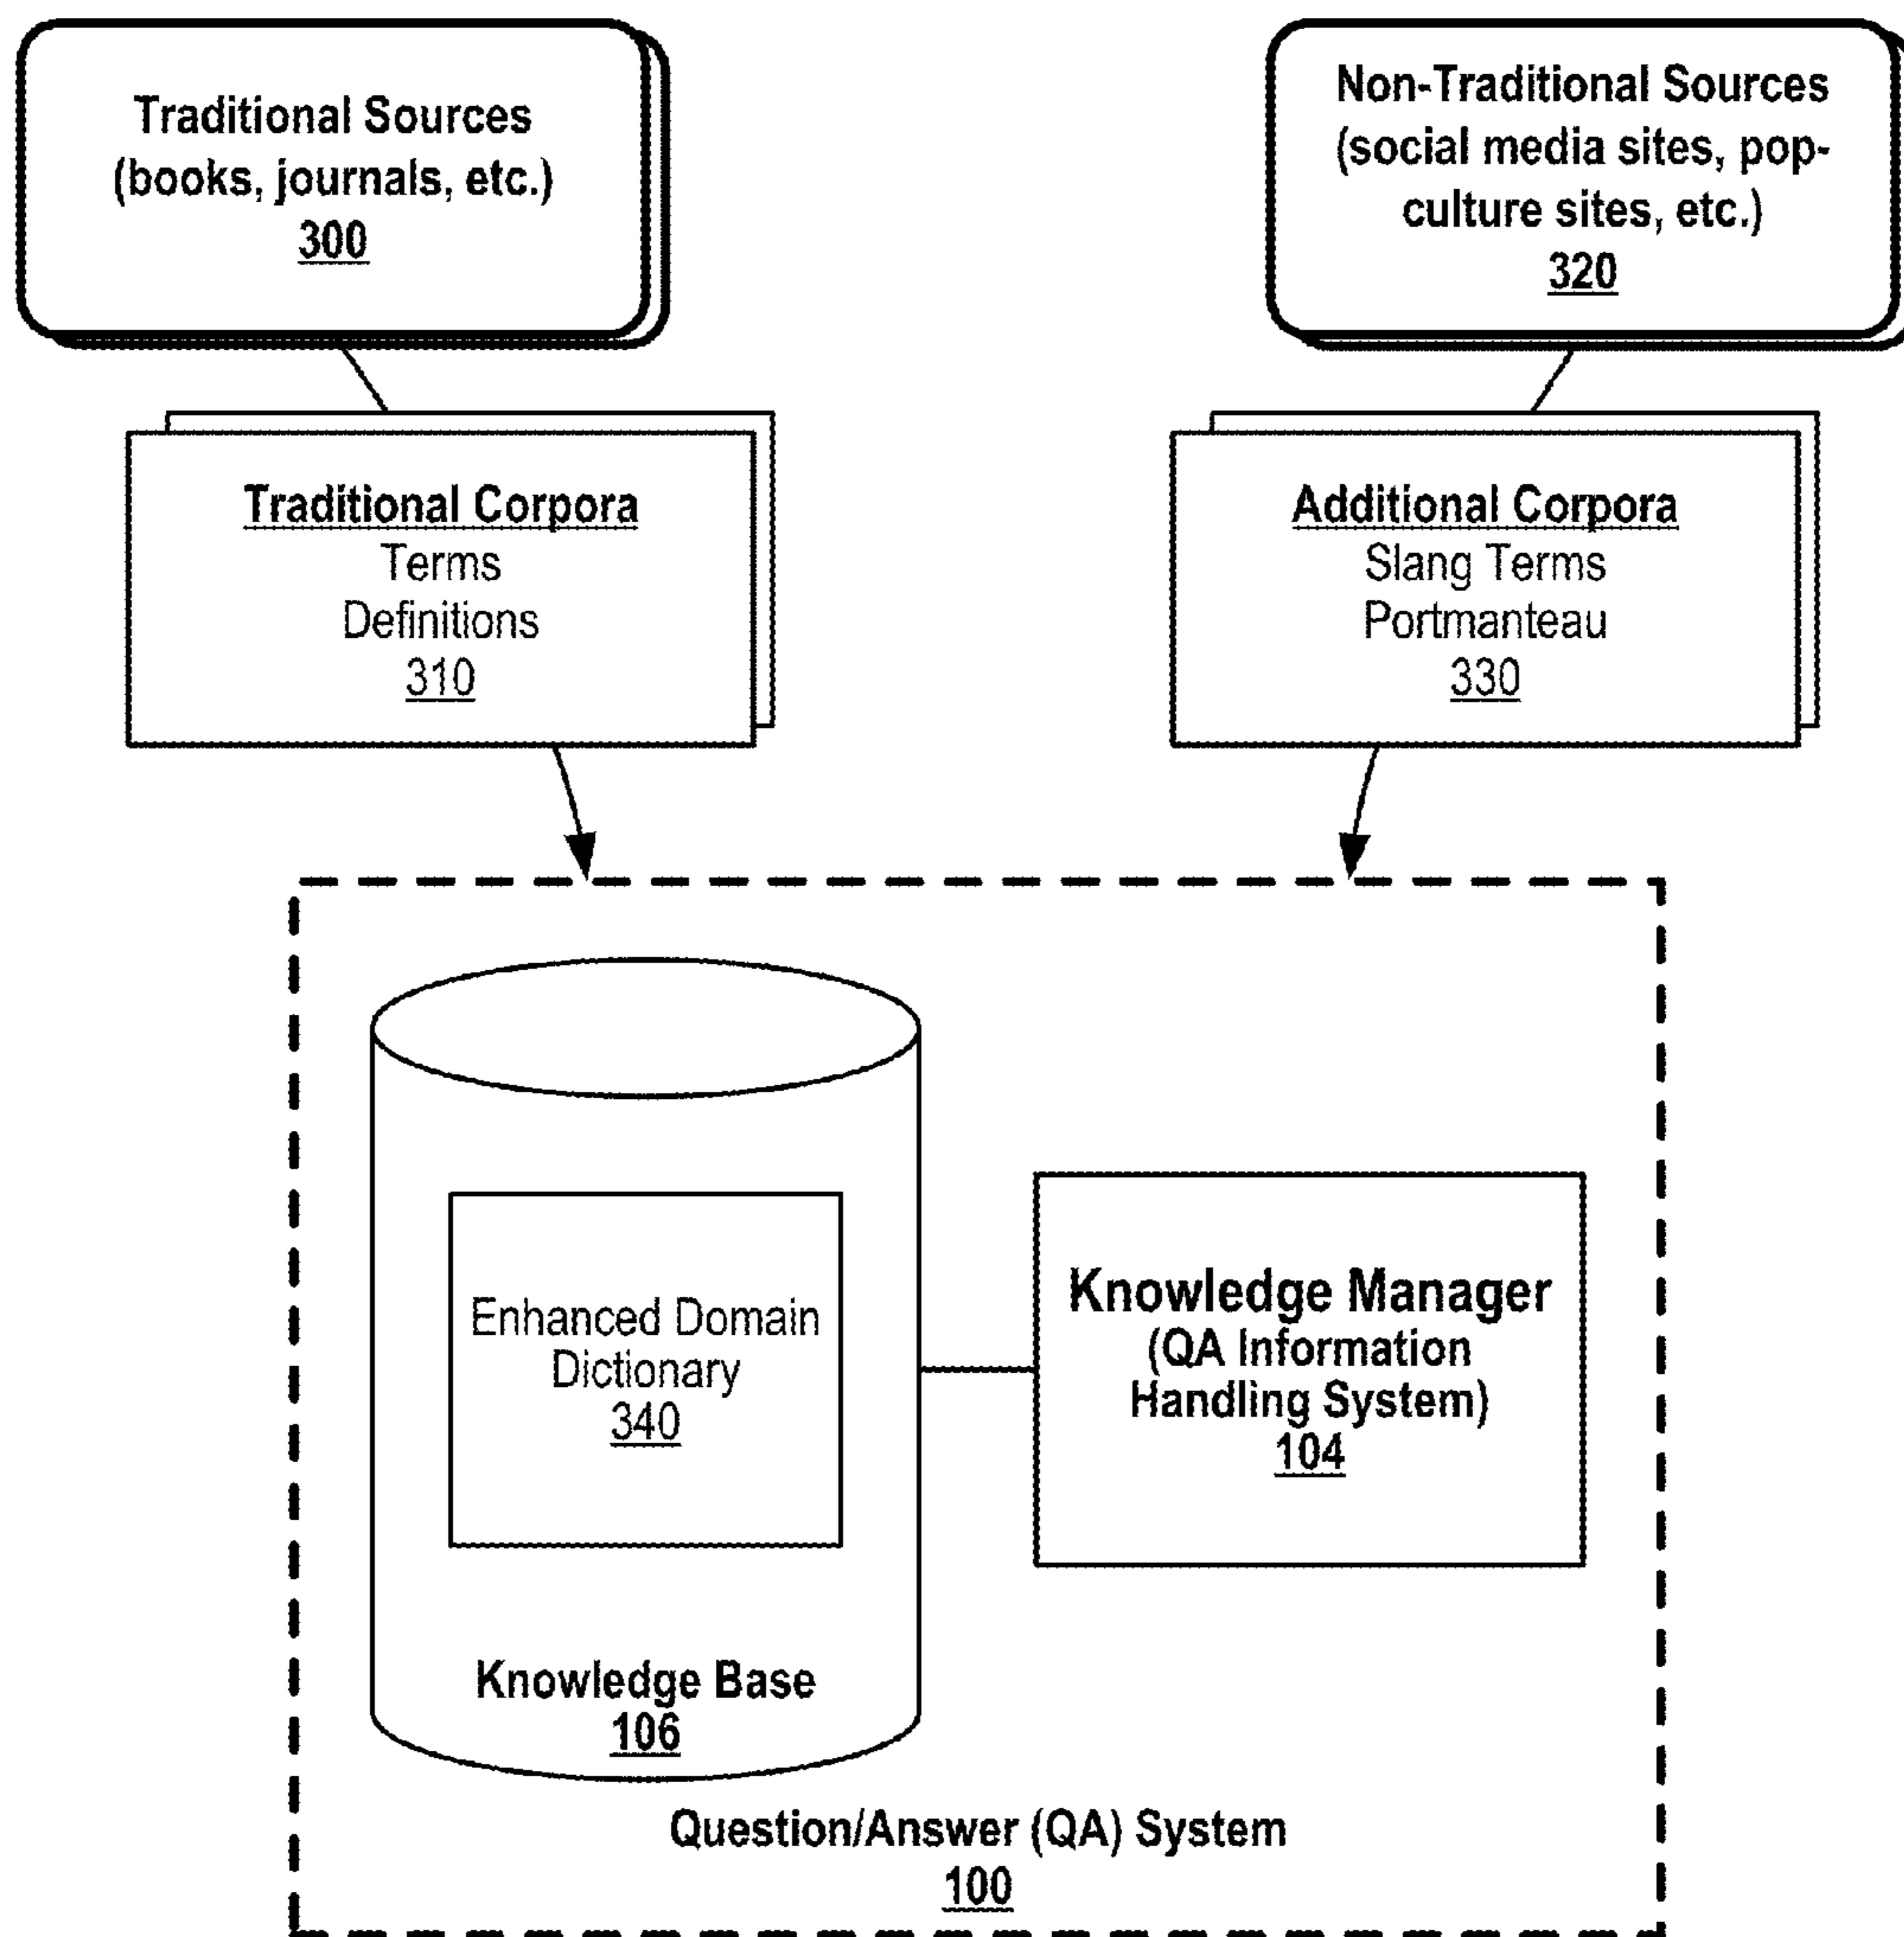 Traditional Sources
(books, journals, etc.)
300
Non-Traditional Sources
(social media sites, pop-
culture sites, etc.)
320
Traditional Corpora
Terms
Definitions
310
Additional Corpora
Slang Terms
Portmanteau
330
Enhanced Domain
Dictionary
340
Knowledge Manager
(QA Information
Handling System)
104
Knowledge Base
106
Question/Answer (QA) System
100